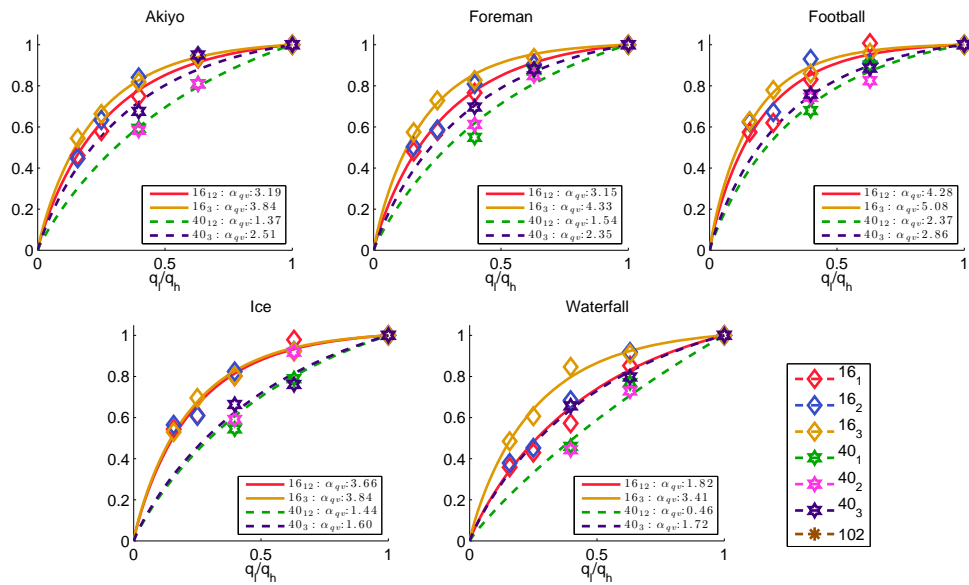 Akiyo
1
0.8
0.6
0.4
0.2
0
0 0.5 1
q_l/q_h
16_12 : α_qv:3.19
16_3 : α_qv:3.84
40_12 : α_qv:1.37
40_3 : α_qv:2.51
Foreman
1
0.8
0.6
0.4
0.2
0
0 0.5 1
q_l/q_h
16_12 : α_qv:3.15
16_3 : α_qv:4.33
40_12 : α_qv:1.54
40_3 : α_qv:2.35
Football
1
0.8
0.6
0.4
0.2
0
0 0.5 1
q_l/q_h
16_12 : α_qv:4.28
16_3 : α_qv:5.08
40_12 : α_qv:2.37
40_3 : α_qv:2.86
Ice
1
0.8
0.6
0.4
0.2
0
0 0.5 1
q_l/q_h
16_12 : α_qv:3.66
16_3 : α_qv:3.84
40_12 : α_qv:1.44
40_3 : α_qv:1.60
Waterfall
1
0.8
0.6
0.4
0.2
0
0 0.5 1
q_l/q_h
16_12 : α_qv:1.82
16_3 : α_qv:3.41
40_12 : α_qv:0.46
40_3 : α_qv:1.72
16_1
16_2
16_3
40_1
40_2
40_3
102